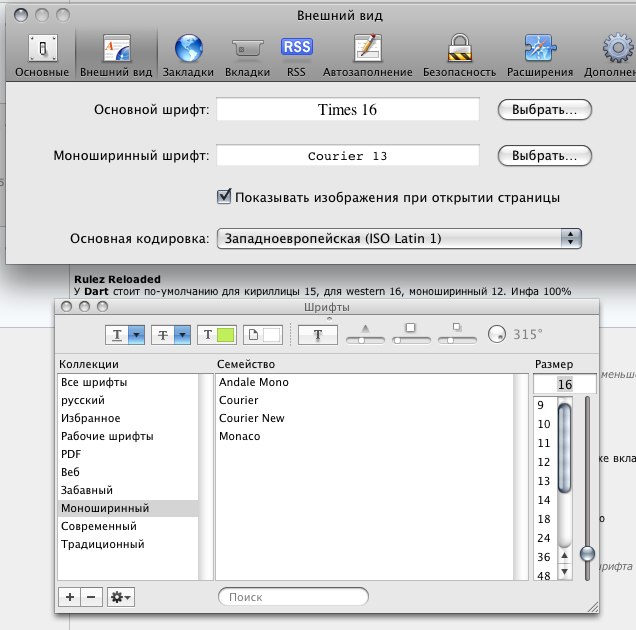 Внешний вид
Основные Внешний вид Закладки Вкладки RSS Автозаполнение Безопасность Расширения Дополнен
RSS
Основной шрифт: Times 16 Выбрать...
Моноширинный шрифт: Courier 13 Выбрать...
Показывать изображения при открытии страницы
Основная кодировка: Западноевропейская (ISO Latin 1)
Rulez Reloaded
У Dart стоит по-умолчанию для кириллицы 15, для western 16, моноширинный 12. Инфа 100%
Шрифты
T T T T 315°
Коллекции Семейство Размер
меньш
Все шрифты Andale Mono 16
русский Courier 9
Избранное Courier New 10
Рабочие шрифты Monaco 11
PDF 12
же вкла
Веб 13
Забавный 14
Моноширинный 18
Современный 24
Традиционный 36
рифта
48
+ −
Поиск